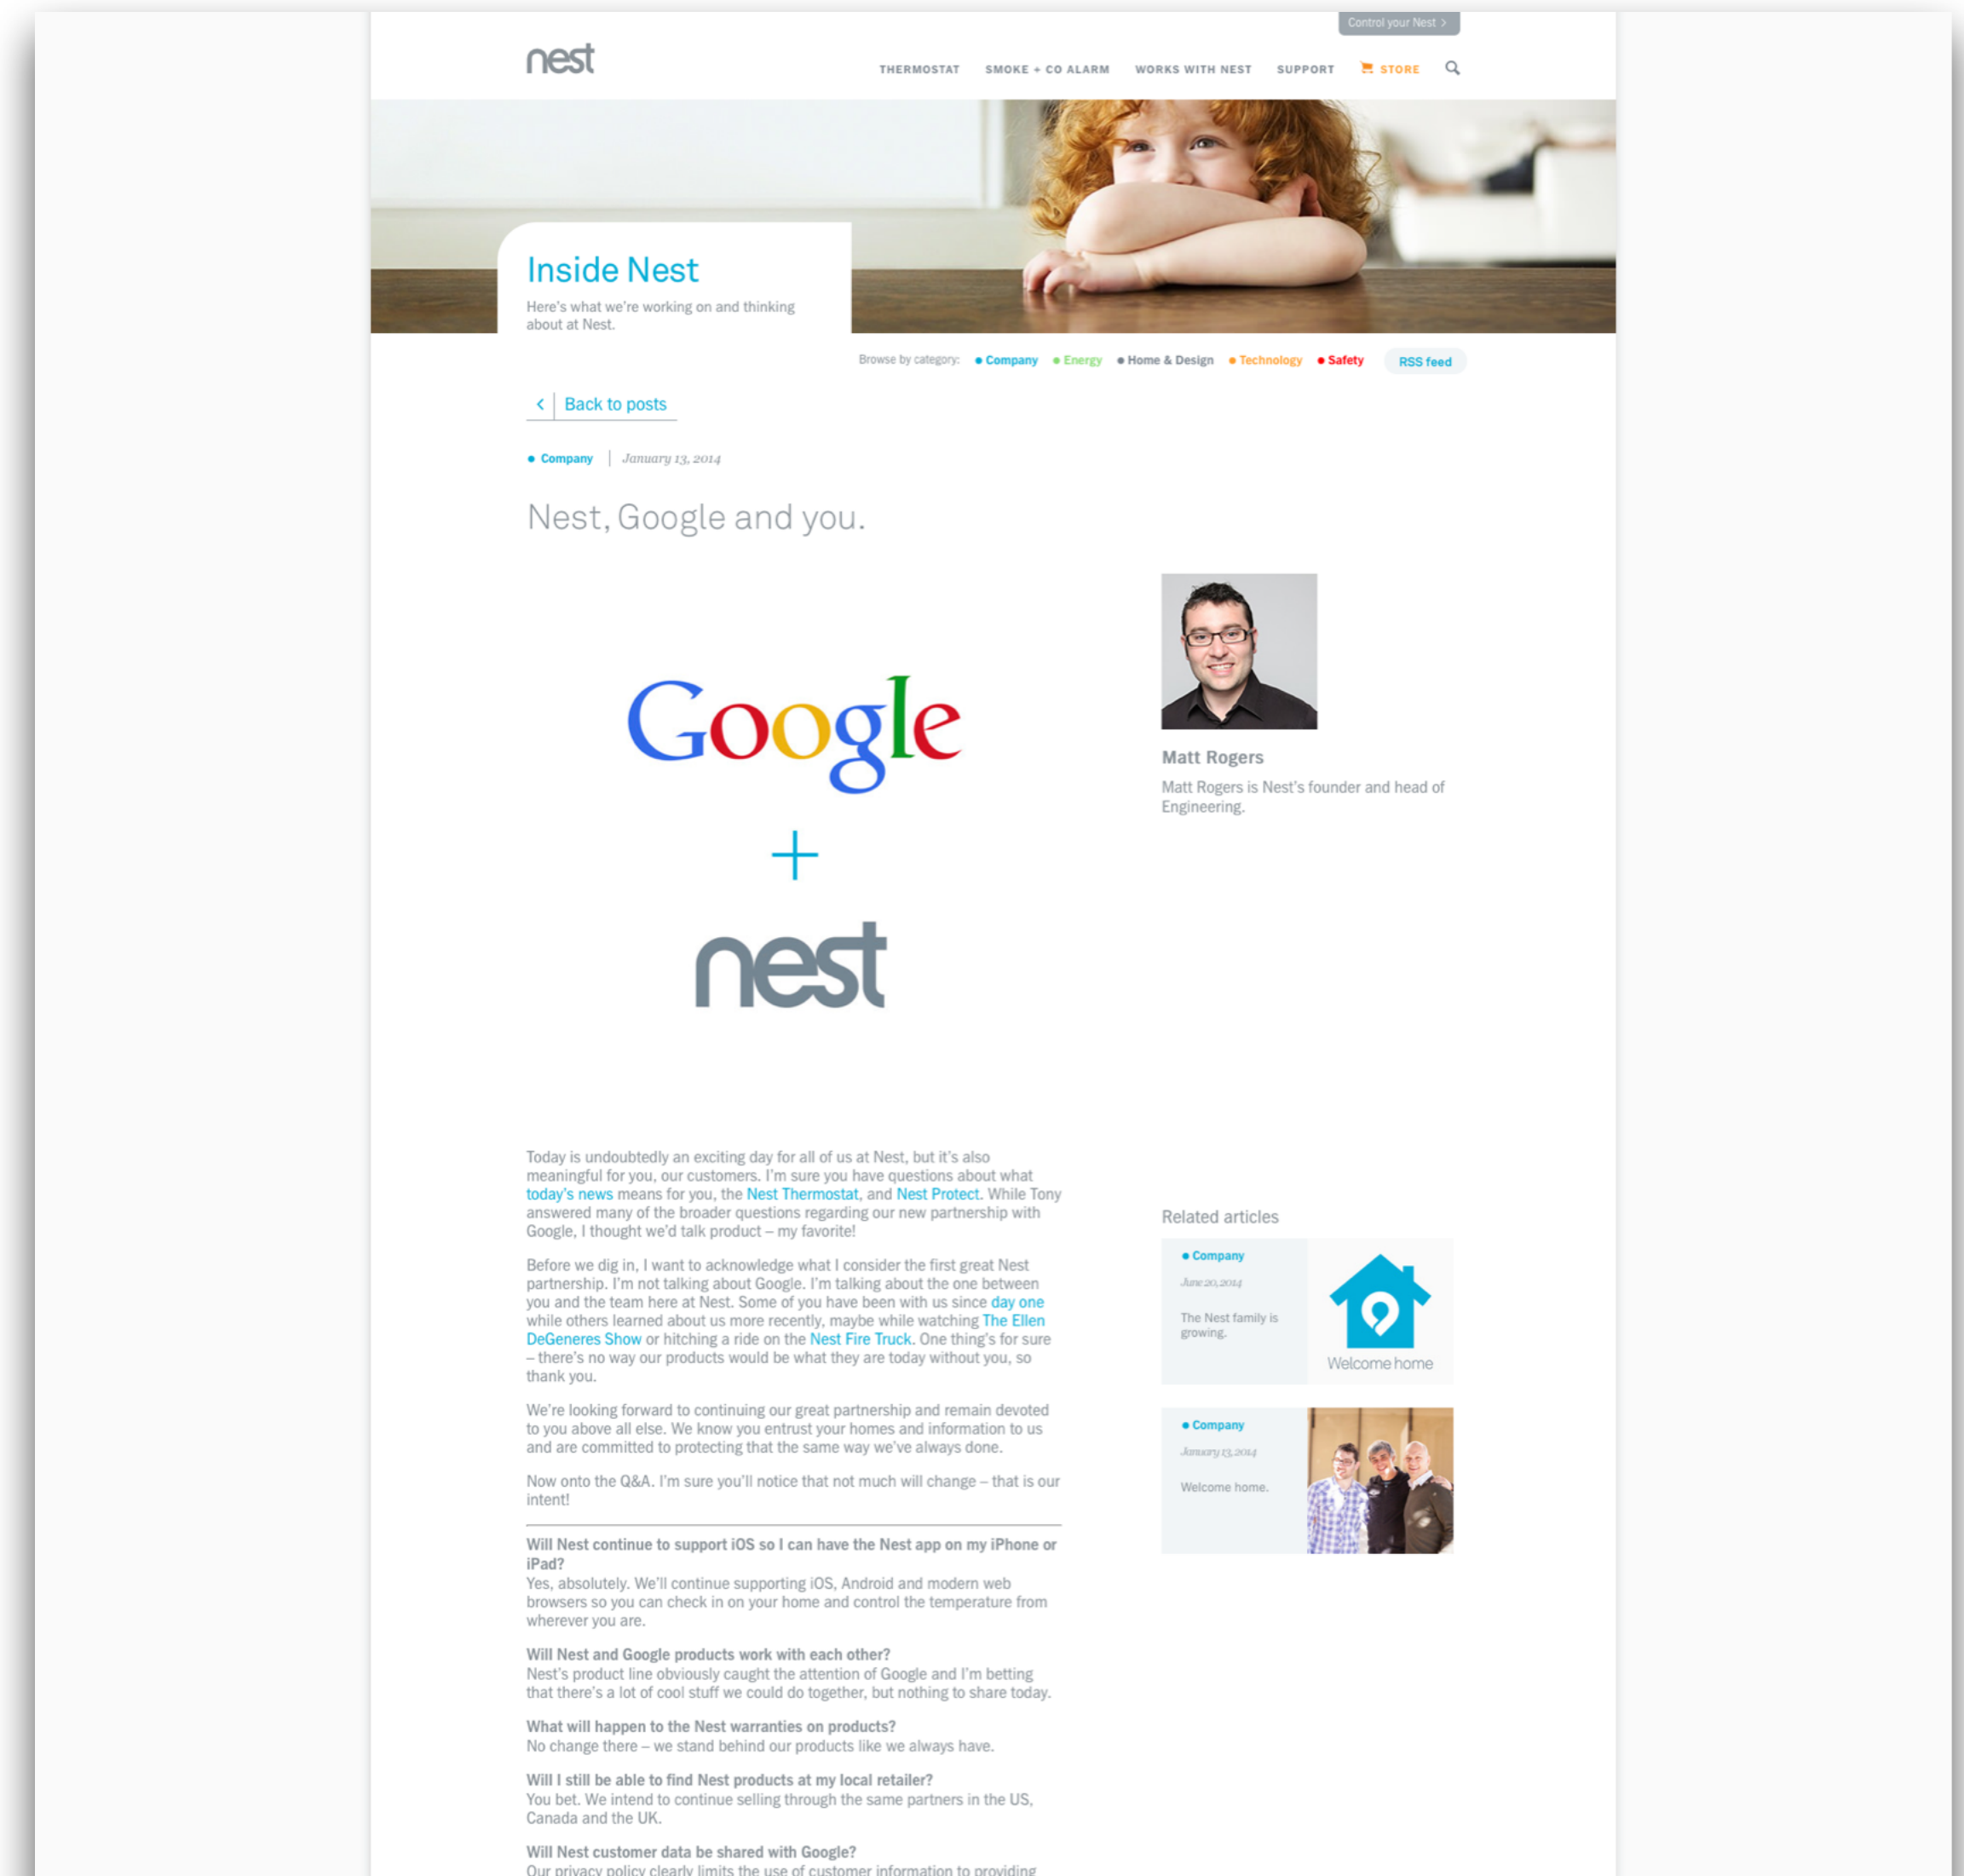 Control your Nest >
nest
THERMOSTAT SMOKE + CO ALARM WORKS WITH NEST SUPPORT STORE
Inside Nest
Here's what we're working on and thinking
about at Nest.
Browse by category: • Company • Energy • Home & Design • Technology • Safety RSS feed
< Back to posts
• Company | January 13, 2014
Nest, Google and you.
Google
+
nest
Matt Rogers
Matt Rogers is Nest's founder and head of
Engineering.
Today is undoubtedly an exciting day for all of us at Nest, but it's also
meaningful for you, our customers. I'm sure you have questions about what
today's news means for you, the Nest Thermostat, and Nest Protect. While Tony
answered many of the broader questions regarding our new partnership with
Google, I thought we'd talk product – my favorite!
Before we dig in, I want to acknowledge what I consider the first great Nest
partnership. I'm not talking about Google. I'm talking about the one between
you and the team here at Nest. Some of you have been with us since day one
while others learned about us more recently, maybe while watching The Ellen
DeGeneres Show or hitching a ride on the Nest Fire Truck. One thing's for sure
– there's no way our products would be what they are today without you, so
thank you.
We're looking forward to continuing our great partnership and remain devoted
to you above all else. We know you entrust your homes and information to us
and are committed to protecting that the same way we've always done.
Now onto the Q&A. I'm sure you'll notice that not much will change – that is our
intent!
Will Nest continue to support iOS so I can have the Nest app on my iPhone or
iPad?
Yes, absolutely. We'll continue supporting iOS, Android and modern web
browsers so you can check in on your home and control the temperature from
wherever you are.
Will Nest and Google products work with each other?
Nest's product line obviously caught the attention of Google and I'm betting
that there's a lot of cool stuff we could do together, but nothing to share today.
What will happen to the Nest warranties on products?
No change there – we stand behind our products like we always have.
Will I still be able to find Nest products at my local retailer?
You bet. We intend to continue selling through the same partners in the US,
Canada and the UK.
Will Nest customer data be shared with Google?
Our privacy policy clearly limits the use of customer information to providing
Related articles
• Company
June 20, 2014
The Nest family is
growing.
Welcome home
• Company
January 13, 2014
Welcome home.